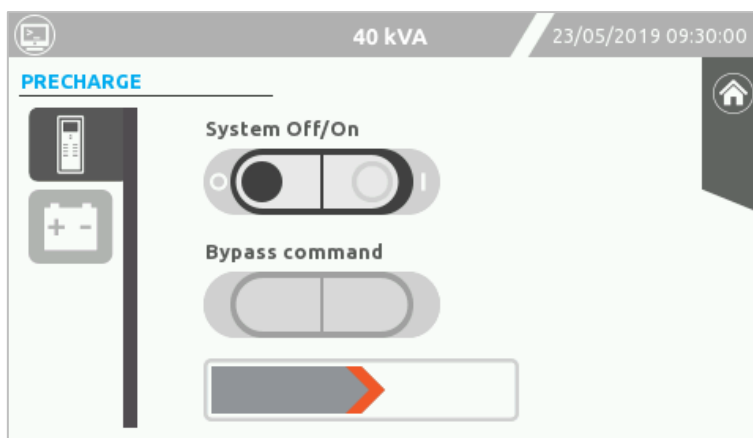 40 kVA
23/05/2019 09:30:00
PRECHARGE
System Off/On
Bypass command